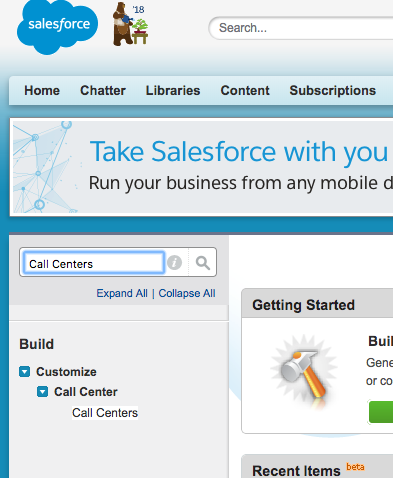 salesforce
'18
Search...
Home Chatter Libraries Content Subscriptions
Take Salesforce with you
Run your business from any mobile d
Call Centers
Expand All | Collapse All
Getting Started
Build
Customize
Call Center
Call Centers
Buil
Gene
or co
Recent Items beta